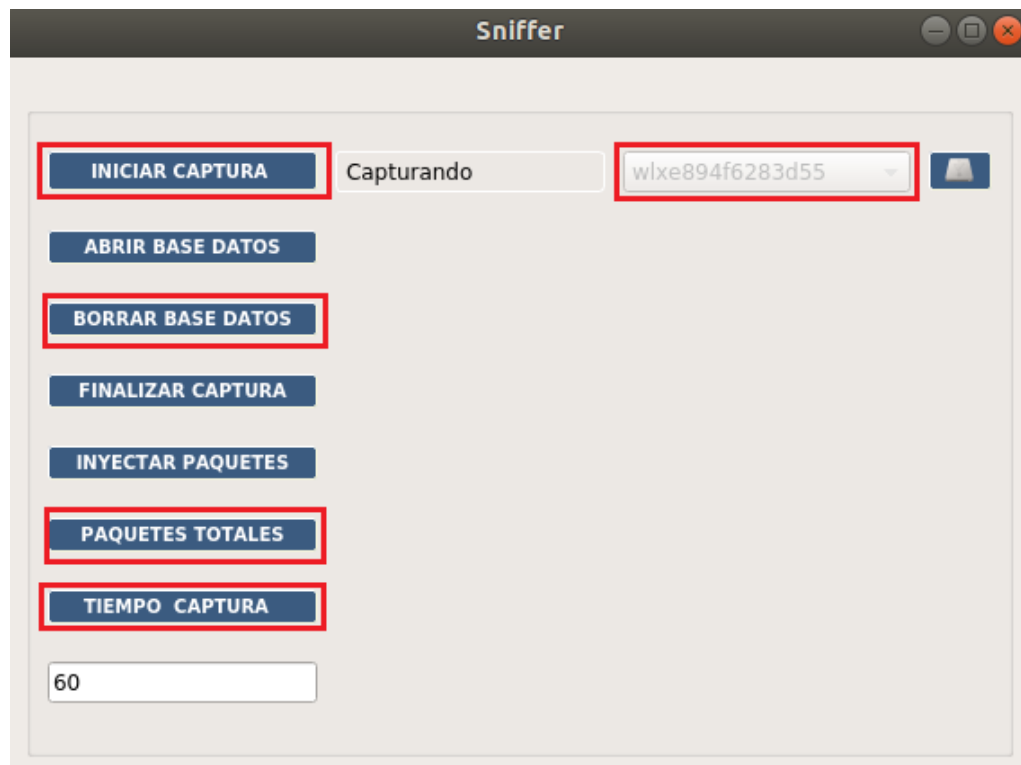 Sniffer
INICIAR CAPTURA
Capturando
wlxe894f6283d55
ABRIR BASE DATOS
BORRAR BASE DATOS
FINALIZAR CAPTURA
INYECTAR PAQUETES
PAQUETES TOTALES
TIEMPO CAPTURA
60